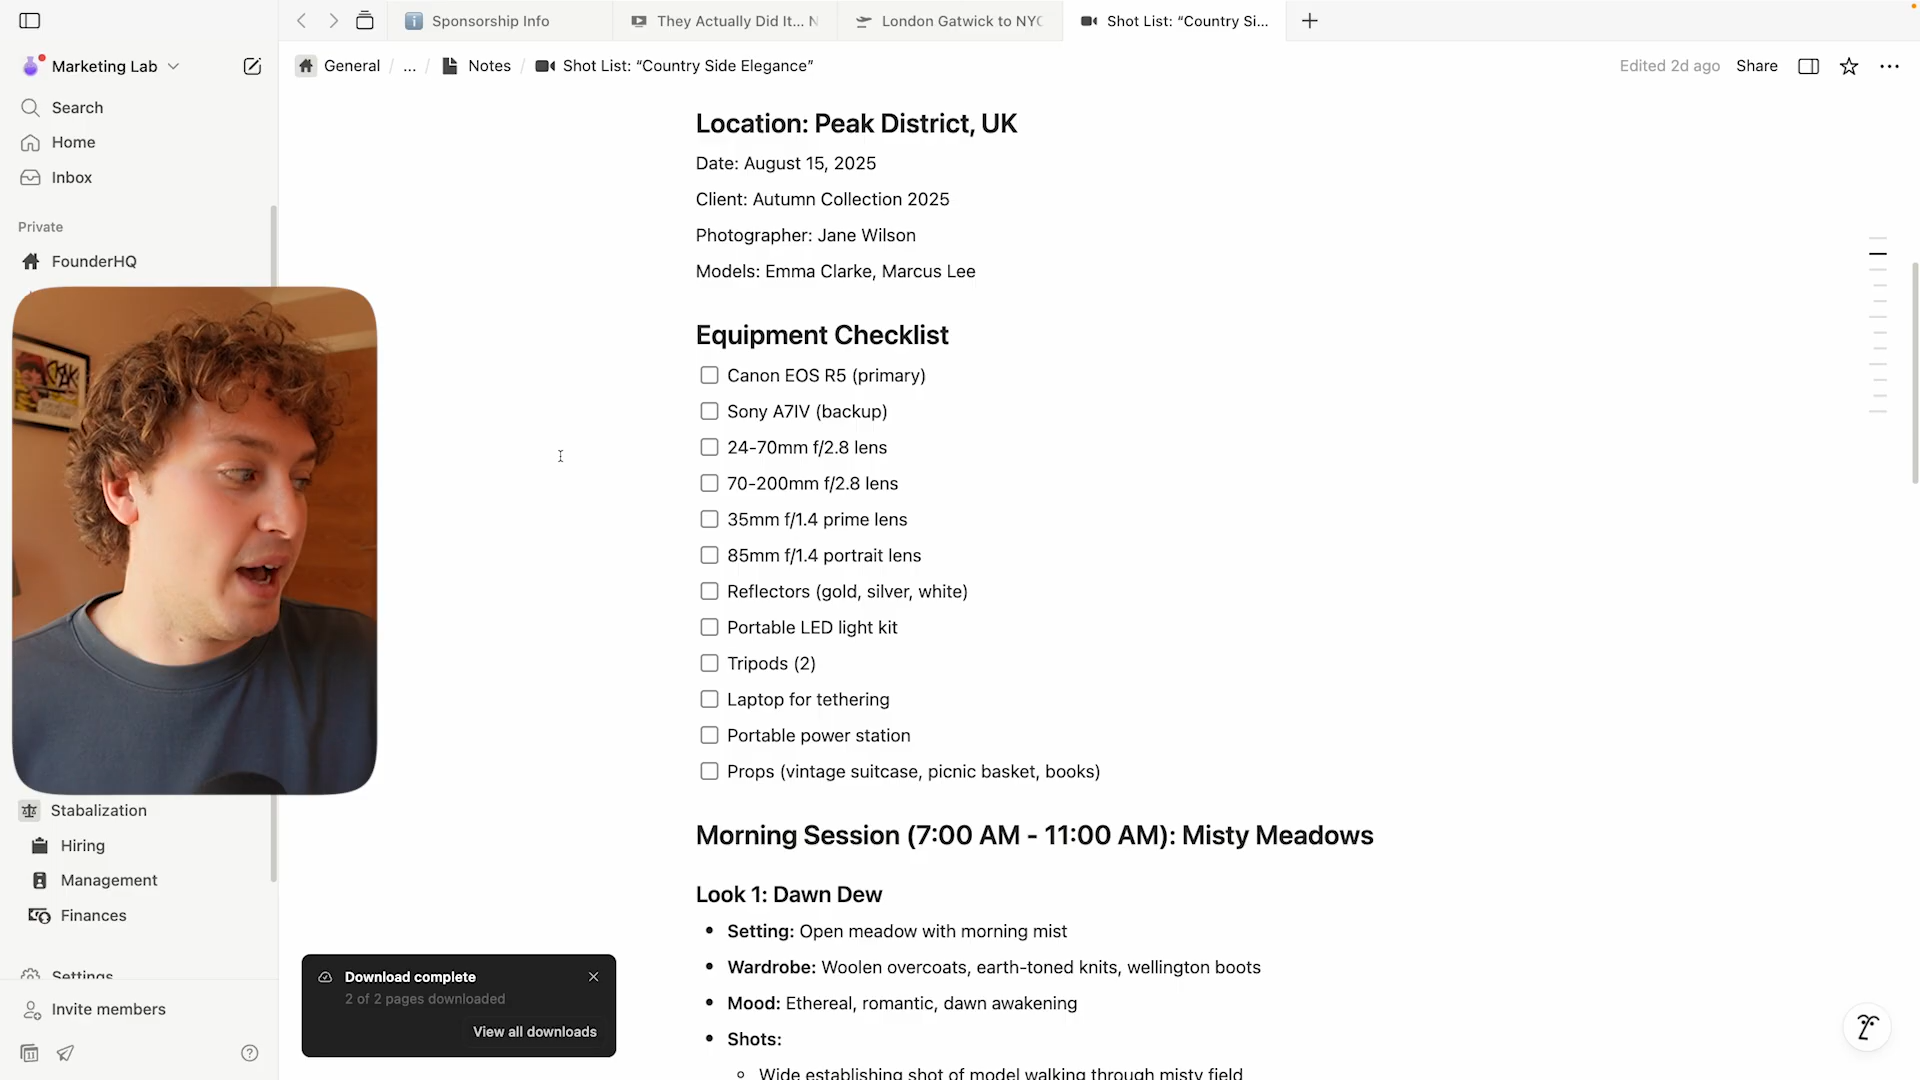 Sponsorship Info
They Actually Did It... N
London Gatwick to NYC
Shot List: “Country Si...
Marketing Lab
General / ... / Notes / Shot List: “Country Side Elegance”
Edited 2d ago
Share
Search
Home
Inbox
Private
FounderHQ
Stabalization
Hiring
Management
Finances
Settings
Invite members
11
Location: Peak District, UK
Date: August 15, 2025
Client: Autumn Collection 2025
Photographer: Jane Wilson
Models: Emma Clarke, Marcus Lee
Equipment Checklist
Canon EOS R5 (primary)
Sony A7IV (backup)
24-70mm f/2.8 lens
70-200mm f/2.8 lens
35mm f/1.4 prime lens
85mm f/1.4 portrait lens
Reflectors (gold, silver, white)
Portable LED light kit
Tripods (2)
Laptop for tethering
Portable power station
Props (vintage suitcase, picnic basket, books)
Morning Session (7:00 AM - 11:00 AM): Misty Meadows
Look 1: Dawn Dew
Setting: Open meadow with morning mist
Wardrobe: Woolen overcoats, earth-toned knits, wellington boots
Mood: Ethereal, romantic, dawn awakening
Shots:
Wide establishing shot of model walking through misty field
Download complete
2 of 2 pages downloaded
View all downloads